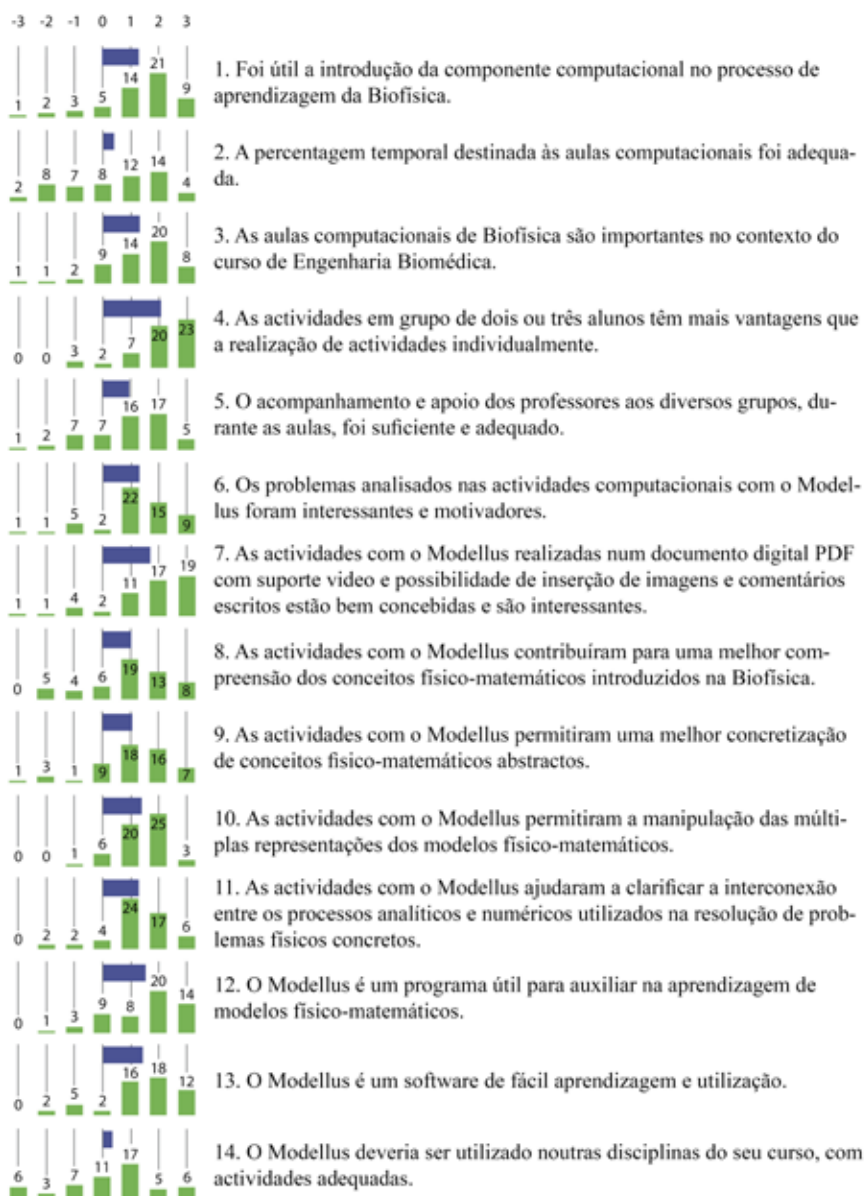 -3 -2 -1 0 1 2 3
1 2 3 5 14 21 9
1. Foi útil a introdução da componente computacional no processo de
aprendizagem da Biofísica.
2 8 7 8 12 14 4
2. A percentagem temporal destinada às aulas computacionais foi adequa-
da.
1 1 2 9 14 20 8
3. As aulas computacionais de Biofísica são importantes no contexto do
curso de Engenharia Biomédica.
0 0 3 2 7 20 23
4. As actividades em grupo de dois ou três alunos têm mais vantagens que
a realização de actividades individualmente.
1 2 7 7 16 17 5
5. O acompanhamento e apoio dos professores aos diversos grupos, du-
rante as aulas, foi suficiente e adequado.
1 1 5 2 22 15 9
6. Os problemas analisados nas actividades computacionais com o Model-
lus foram interessantes e motivadores.
1 1 4 2 11 17 19
7. As actividades com o Modellus realizadas num documento digital PDF
com suporte video e possibilidade de inserção de imagens e comentários
escritos estão bem concebidas e são interessantes.
0 5 4 6 19 13 8
8. As actividades com o Modellus contribuíram para uma melhor com-
preensão dos conceitos físico-matemáticos introduzidos na Biofísica.
1 3 1 9 18 16 7
9. As actividades com o Modellus permitiram uma melhor concretização
de conceitos fisico-matemáticos abstractos.
0 0 1 6 20 25 3
10. As actividades com o Modellus permitiram a manipulação das múlti-
plas representações dos modelos físico-matemáticos.
0 2 2 4 24 17 6
11. As actividades com o Modellus ajudaram a clarificar a interconexão
entre os processos analíticos e numéricos utilizados na resolução de prob-
lemas físicos concretos.
0 1 3 9 8 20 14
12. O Modellus é um programa útil para auxiliar na aprendizagem de
modelos físico-matemáticos.
0 2 5 2 16 18 12
13. O Modellus é um software de fácil aprendizagem e utilização.
6 3 7 11 17 5 6
14. O Modellus deveria ser utilizado noutras disciplinas do seu curso, com
actividades adequadas.